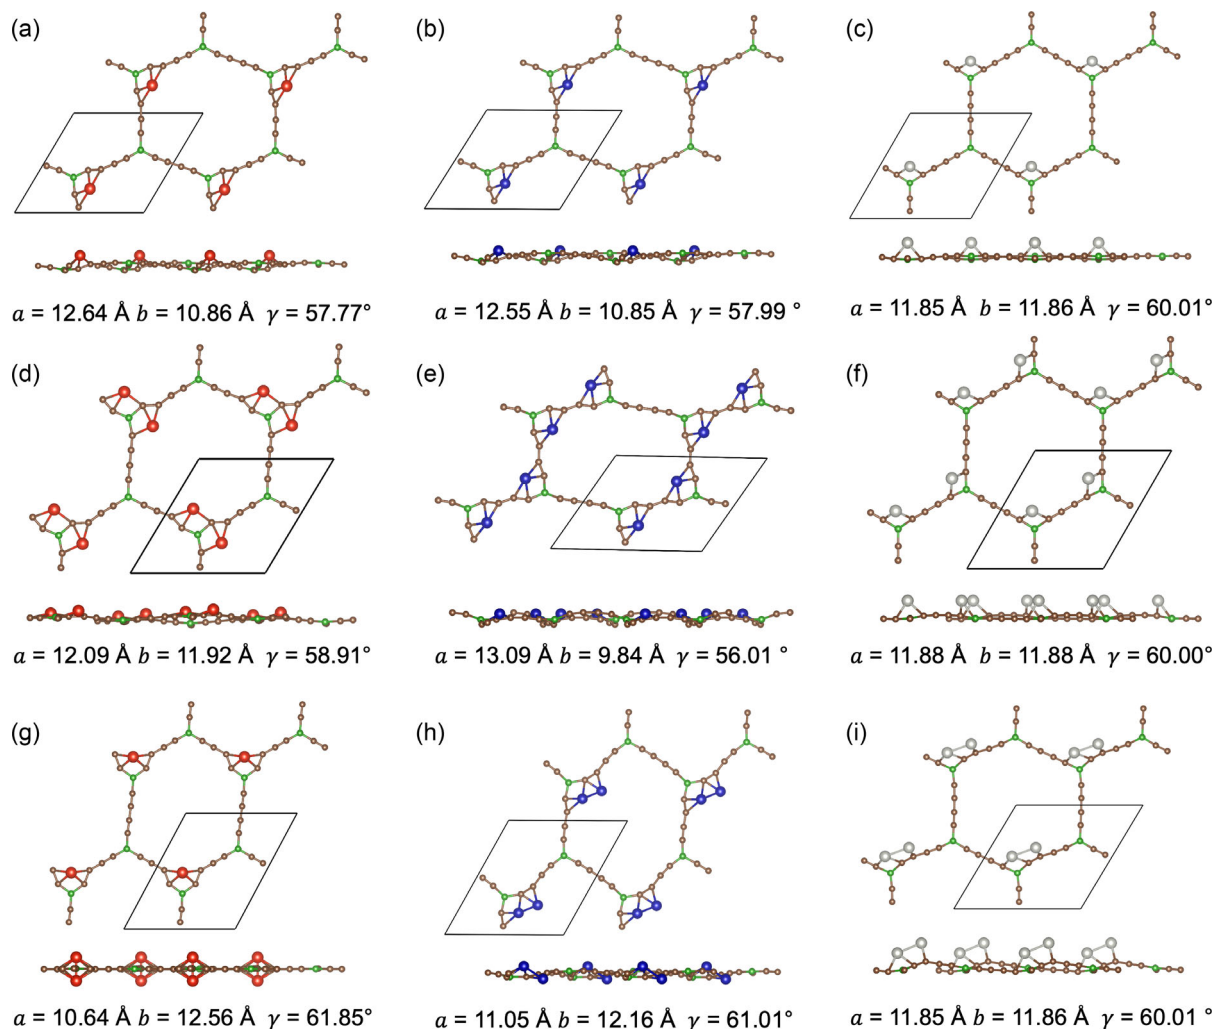 (a) (b) (c)
a = 12.64 Å b = 10.86 Å γ = 57.77° a = 12.55 Å b = 10.85 Å γ = 57.99 ° a = 11.85 Å b = 11.86 Å γ = 60.01°
(d) (e) (f)
a = 12.09 Å b = 11.92 Å γ = 58.91° a = 13.09 Å b = 9.84 Å γ = 56.01 ° a = 11.88 Å b = 11.88 Å γ = 60.00°
(g) (h) (i)
a = 10.64 Å b = 12.56 Å γ = 61.85° a = 11.05 Å b = 12.16 Å γ = 61.01° a = 11.85 Å b = 11.86 Å γ = 60.01 °